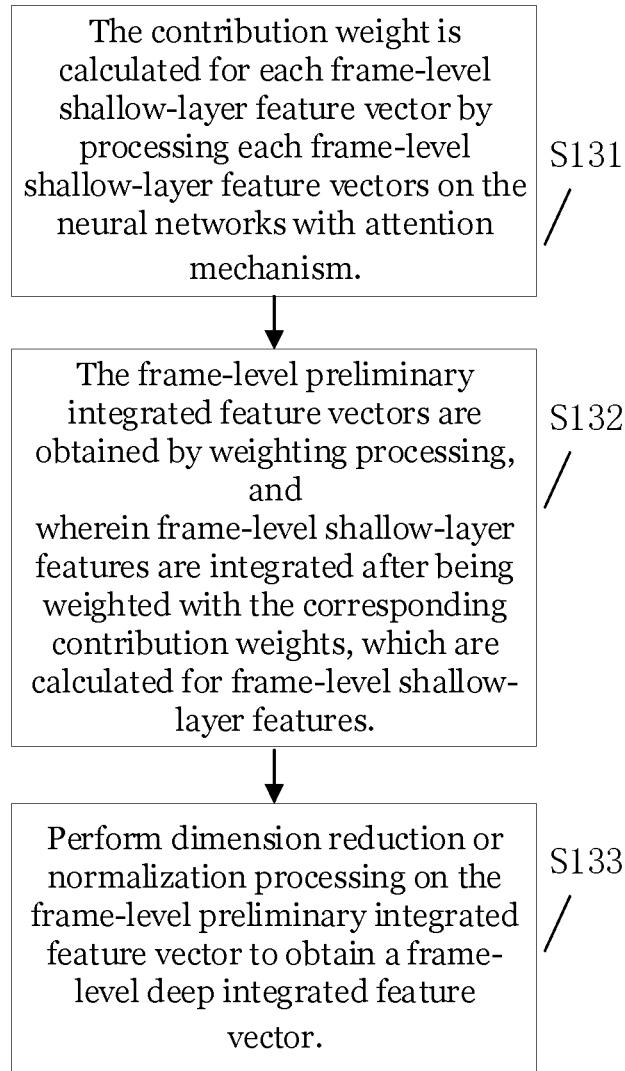 The contribution weight is
calculated for each frame-level
shallow-layer feature vector by
processing each frame-level
shallow-layer feature vectors on the
neural networks with attention
mechanism.
S131
The frame-level preliminary
integrated feature vectors are
obtained by weighting processing,
and
wherein frame-level shallow-layer
features are integrated after being
weighted with the corresponding
contribution weights, which are
calculated for frame-level shallow-
layer features.
S132
Perform dimension reduction or
normalization processing on the
frame-level preliminary integrated
feature vector to obtain a frame-
level deep integrated feature
vector.
S133